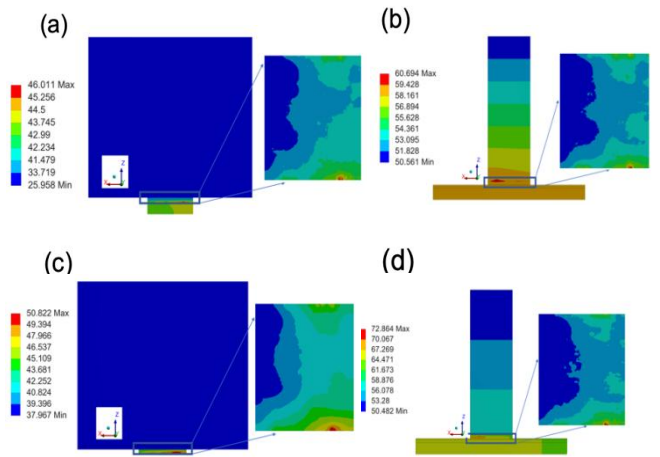 (a)
46.011 Max
45.256
44.5
43.745
42.99
42.234
41.479
33.719
25.958 Min
Z
X
(b)
60.694 Max
59.428
58.161
56.894
55.628
54.361
53.095
51.828
50.561 Min
Z
X
(c)
50.822 Max
49.394
47.966
46.537
45.109
43.681
42.252
40.824
39.396
37.967 Min
Z
X
(d)
72.864 Max
70.067
67.269
64.471
61.673
58.876
56.078
53.28
50.482 Min
Z
X